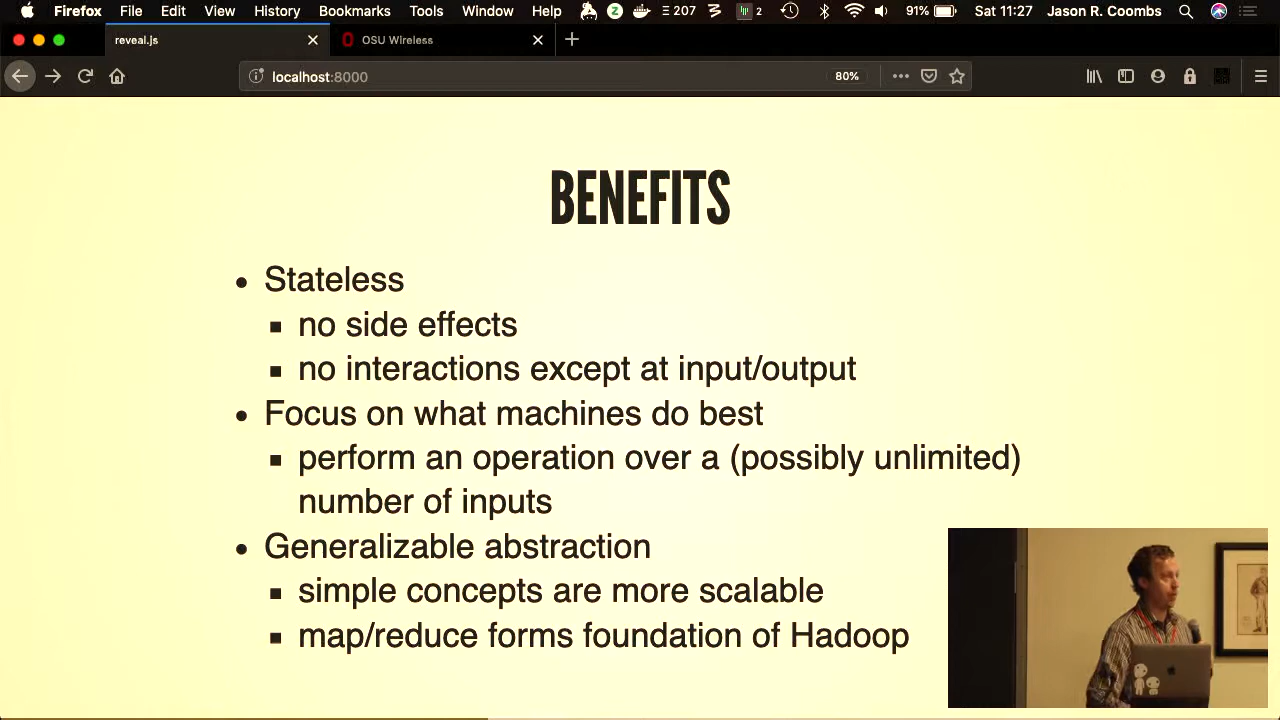 Firefox File Edit View History Bookmarks Tools Window Help 207 2 91% Sat 11:27 Jason R. Coombs
reveal.js OSU Wireless
localhost:8000 80%
BENEFITS
Stateless
no side effects
no interactions except at input/output
Focus on what machines do best
perform an operation over a (possibly unlimited)
number of inputs
Generalizable abstraction
simple concepts are more scalable
map/reduce forms foundation of Hadoop